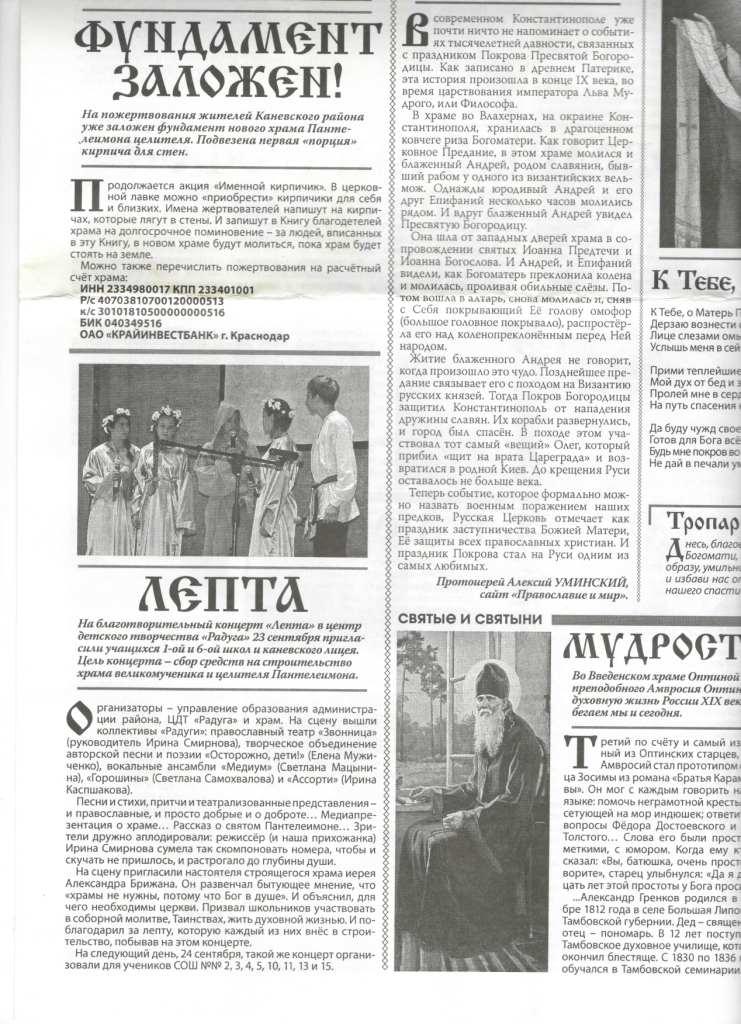 ФУНДАМЕНТ
ЗАЛОЖЕН!
На пожертвования жителей Каневского района
уже заложен фундамент нового храма Панте-
леимона целителя. Подвезена первая «порция»
кирпича для стен.
Продолжается акция «Именной кирпичик». В церков-
ной лавке можно «приобрести» кирпичики для себя
и близких. Имена жертвователей напишут на кирпи-
чах, которые лягут в стены. И запишут в Книгу благодетелей
храма на долгосрочное поминовение – за людей, вписанных
в эту Книгу, в новом храме будут молиться, пока храм будет
стоять на земле.
Можно также перечислить пожертвования на расчётный
счёт храма:
ИНН 2334980017 КПП 233401001
Р/с 40703810700120000513
к/с 30101810500000000516
БИК 040349516
ОАО «КРАЙИНВЕСТБАНК» г. Краснодар
ЛЕПТА
На благотворительный концерт «Лепта» в центр
детского творчества «Радуга» 23 сентября пригла-
сили учащихся 1-ой и 6-ой школ и каневского лицея.
Цель концерта – сбор средств на строительство
храма великомученика и целителя Пантелеимона.
Организаторы – управление образования администра-
ции района, ЦДТ «Радуга» и храм. На сцену вышли
коллективы «Радуги»: православный театр «Звонница»
(руководитель Ирина Смирнова), творческое объединение
авторской песни и поэзии «Осторожно, дети!» (Елена Мужи-
ченко), вокальные ансамбли «Медиум» (Светлана Мацыни-
на), «Горошины» (Светлана Самохвалова) и «Ассорти» (Ирина
Каспшакова).
Песни и стихи, притчи и театрализованные представления –
и православные, и просто добрые и о доброте... Медиапре-
зентация о храме... Рассказ о святом Пантелеимоне... Зри-
тели дружно аплодировали: режиссёр (и наша прихожанка)
Ирина Смирнова сумела так скомпоновать номера, чтобы и
скучать не пришлось, и растрогало до глубины души.
На сцену пригласили настоятеля строящегося храма иерея
Александра Брижана. Он развенчал бытующее мнение, что
«храмы не нужны, потому что Бог в душе». И объяснил, для
чего необходимы церкви. Призвал школьников участвовать
в соборной молитве, Таинствах, жить духовной жизнью. И по-
благодарил за лепту, которую каждый из них внёс в строи-
тельство, побывав на этом концерте.
На следующий день, 24 сентября, такой же концерт органи-
зовали для учеников СОШ №№ 2, 3, 4, 5, 10, 11, 13 и 15.
В современном Константинополе уже
почти ничто не напоминает о событи-
ях тысячелетней давности, связанных
с праздником Покрова Пресвятой Богоро-
дицы. Как записано в древнем Патерике,
эта история произошла в конце IX века, во
время царствования императора Льва Му-
дрого, или Философа.
В храме во Влахернах, на окраине Кон-
стантинополя, хранилась в драгоценном
ковчеге риза Богоматери. Как говорит Цер-
ковное Предание, в этом храме молился и
блаженный Андрей, родом славянин, быв-
ший рабом у одного из византийских вель-
мож. Однажды юродивый Андрей и его
друг Епифаний несколько часов молились
рядом. И вдруг блаженный Андрей увидел
Пресвятую Богородицу.
Она шла от западных дверей храма в со-
провождении святых Иоанна Предтечи и
Иоанна Богослова. И Андрей, и Епифаний
видели, как Богоматерь преклонила колена
и молилась, проливая обильные слёзы. По-
том вошла в алтарь, снова молилась и, сняв
с Себя покрывающий Её голову омофор
(большое головное покрывало), распростёр-
ла его над коленопреклонённым перед Ней
народом.
Житие блаженного Андрея не говорит,
когда произошло это чудо. Позднейшее пре-
дание связывает его с походом на Византию
русских князей. Тогда Покров Богородицы
защитил Константинополь от нападения
дружины славян. Их корабли развернулись,
и город был спасён. В походе этом уча-
ствовал тот самый «вещий» Олег, который
прибил «щит на врата Цареграда» и воз-
вратился в родной Киев. До крещения Руси
оставалось не больше века.
Теперь событие, которое формально мож-
но назвать военным поражением наших
предков, Русская Церковь отмечает как
праздник заступничества Божией Матери,
Её защиты всех православных христиан. И
праздник Покрова стал на Руси одним из
самых любимых.
Протоиерей Алексий УМИНСКИЙ,
сайт «Православие и мир».
К Тебе,
К Тебе, о Матерь П
Дерзаю вознести с
Лице слезами омы
Услышь меня в сей
Прими теплейшие
Мой дух от бед и з
Пролей мне в серд
На путь спасения н
Да буду чужд свое
Готов для Бога всё
Будь мне покров во
Не дай в печали ум
Тропар
Днесь, благов
Богомати,
образу, умильн
и избави нас от
нашего спасти
СВЯТЫЕ И СВЯТЫНИ
МУДРОСТ
Во Введенском храме Оптиной
преподобного Амвросия Оптин
духовную жизнь России XIX век
бегаем мы и сегодня.
Третий по счёту и самый из
ный из Оптинских старцев,
Амвросий стал прототипом с
ца Зосимы из романа «Братья Карам
вы». Он мог с каждым говорить на
языке: помочь неграмотной кресть
сетующей на мор индюшек; ответи
вопросы Фёдора Достоевского и
Толстого... Слова его были прост
меткими, с юмором. Когда ему к
сказал: «Вы, батюшка, очень прост
ворите», старец улыбнулся: «Да я д
цать лет этой простоты у Бога проси
...Александр Гренков родился в
бре 1812 года в селе Большая Липов
Тамбовской губернии. Дед – священ
отец – пономарь. В 12 лет поступ
Тамбовское духовное училище, кот
окончил блестяще. С 1830 по 1836 г
обучался в Тамбовской семинарии